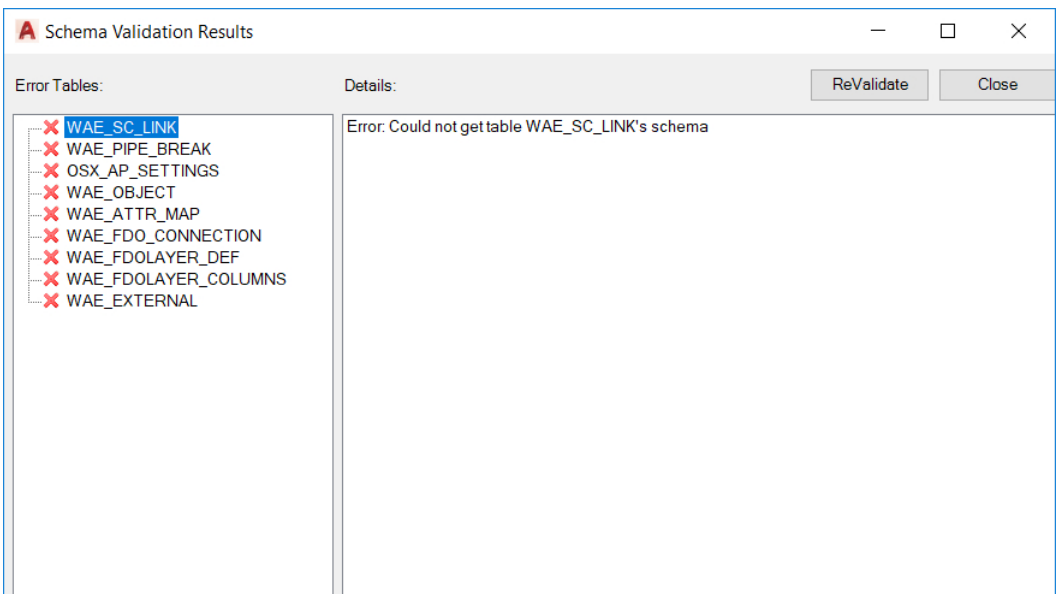 Schema Validation Results
Error Tables:
Details:
ReValidate
Close
WAE_SC_LINK
WAE_PIPE_BREAK
OSX_AP_SETTINGS
WAE_OBJECT
WAE_ATTR_MAP
WAE_FDO_CONNECTION
WAE_FDOLAYER_DEF
WAE_FDOLAYER_COLUMNS
WAE_EXTERNAL
Error: Could not get table WAE_SC_LINK's schema